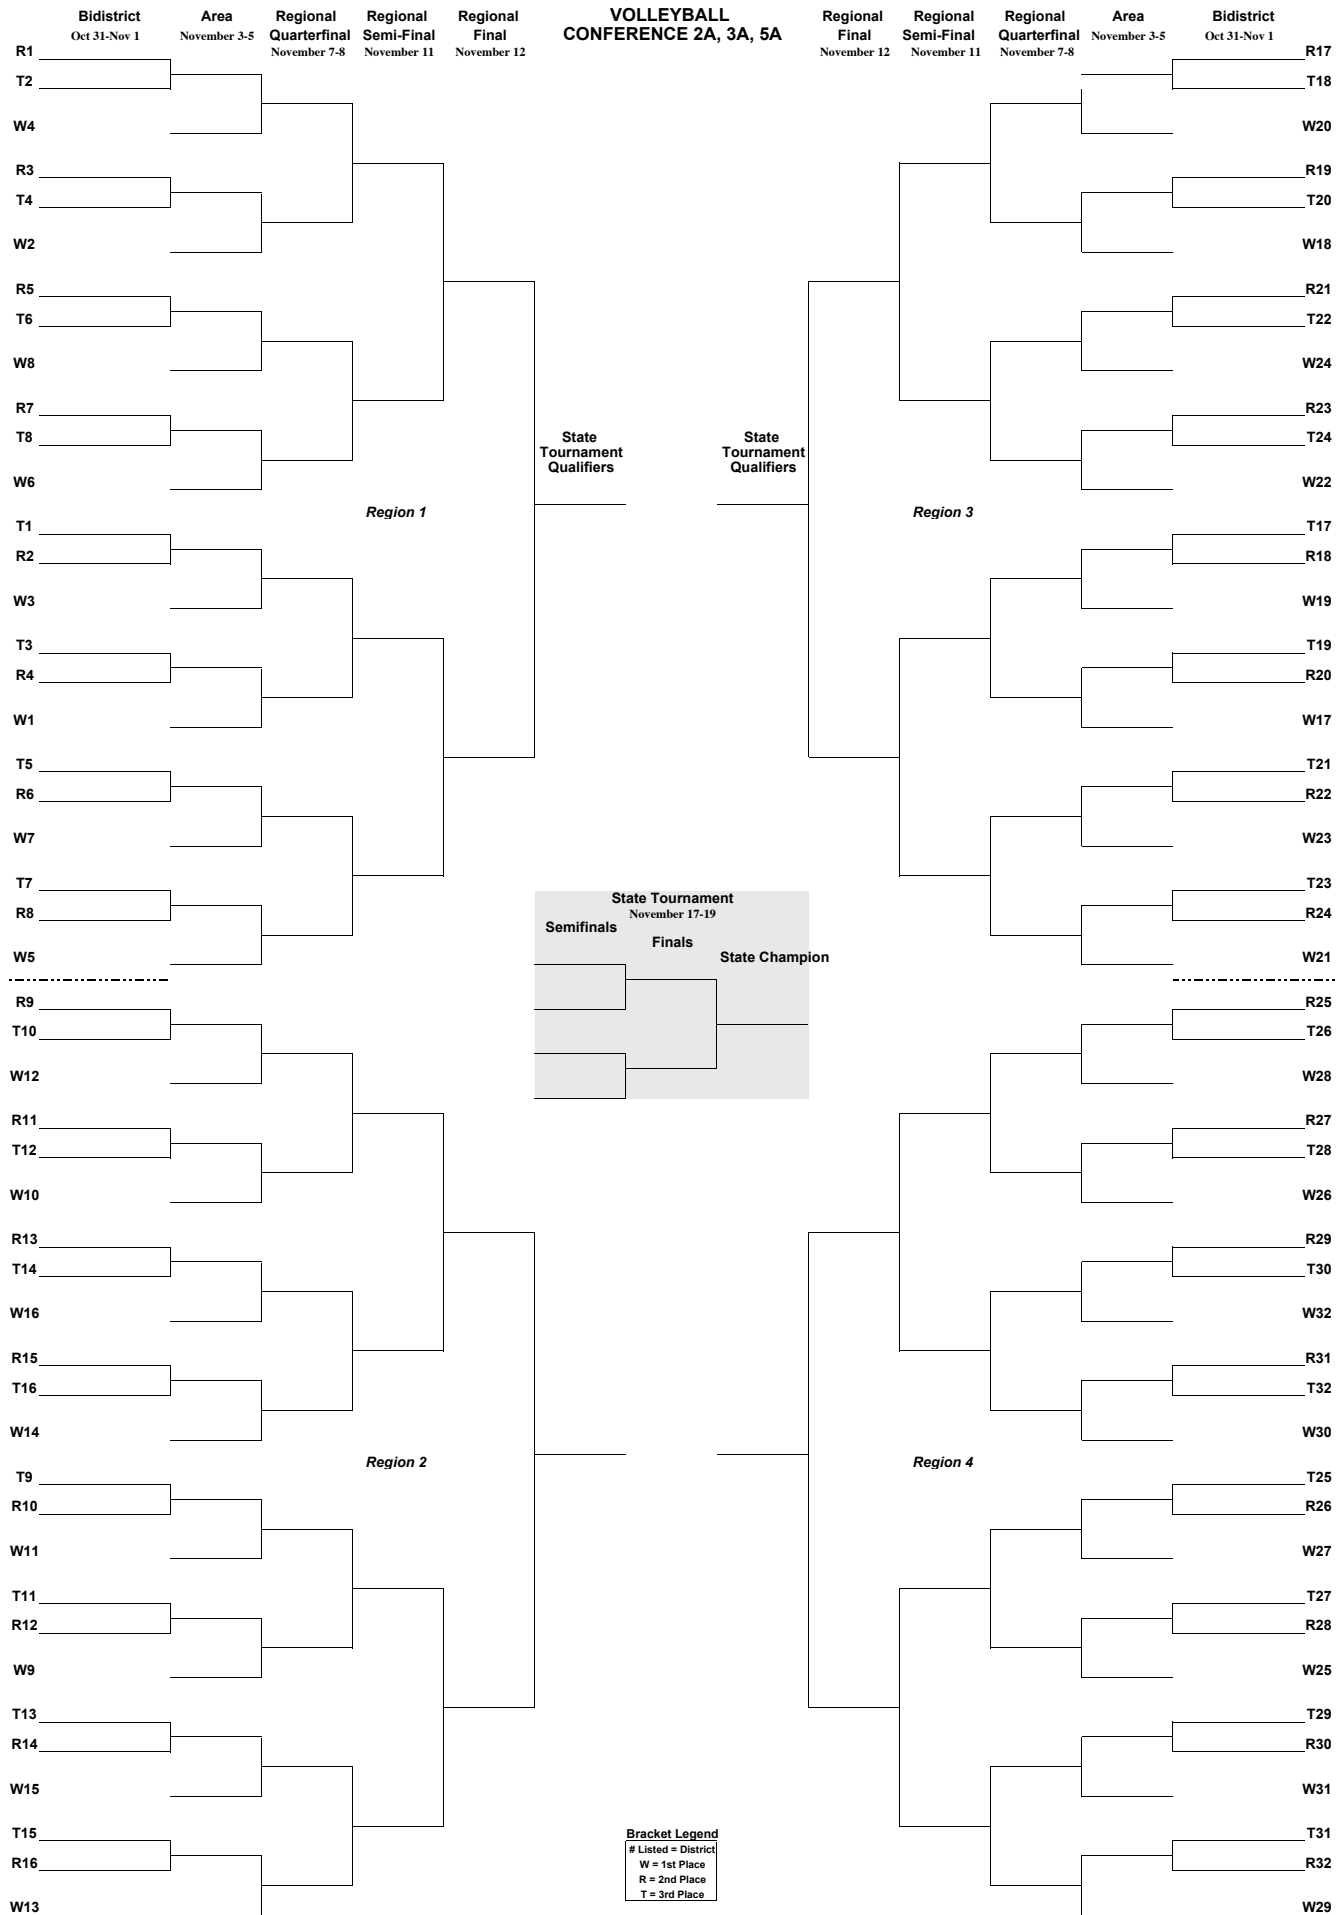 VOLLEYBALL
CONFERENCE 2A, 3A, 5A
Bidistrict
Oct 31-Nov 1
Area
November 3-5
Regional
Quarterfinal
November 7-8
Regional
Semi-Final
November 11
Regional
Final
November 12
Regional
Final
November 12
Regional
Semi-Final
November 11
Regional
Quarterfinal
November 7-8
Area
November 3-5
Bidistrict
Oct 31-Nov 1
R1
T2
W4
R3
T4
W2
R5
T6
W8
R7
T8
W6
Region 1
T1
R2
W3
T3
R4
W1
T5
R6
W7
T7
R8
W5
R9
T10
W12
R11
T12
W10
R13
T14
W16
R15
T16
W14
Region 2
T9
R10
W11
T11
R12
W9
T13
R14
W15
T15
R16
W13
State
Tournament
Qualifiers
State
Tournament
Qualifiers
State Tournament
November 17-19
Semifinals
Finals
State Champion
Bracket Legend
# Listed = District
W = 1st Place
R = 2nd Place
T = 3rd Place
R17
T18
W20
R19
T20
W18
R21
T22
W24
R23
T24
W22
Region 3
T17
R18
W19
T19
R20
W17
T21
R22
W23
T23
R24
W21
R25
T26
W28
R27
T28
W26
R29
T30
W32
R31
T32
W30
Region 4
T25
R26
W27
T27
R28
W25
T29
R30
W31
T31
R32
W29